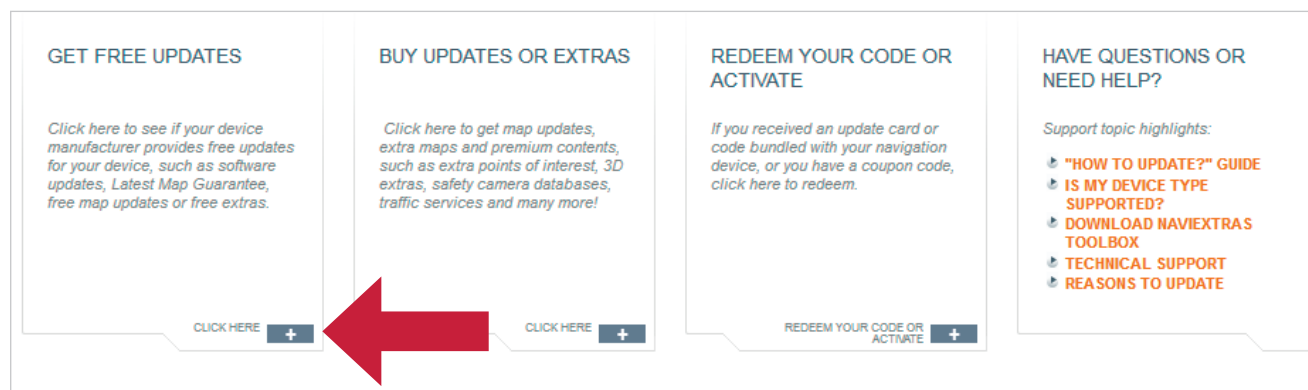 GET FREE UPDATES
Click here to see if your device
manufacturer provides free updates
for your device, such as software
updates, Latest Map Guarantee,
free map updates or free extras.
CLICK HERE +
BUY UPDATES OR EXTRAS
Click here to get map updates,
extra maps and premium contents,
such as extra points of interest, 3D
extras, safety camera databases,
traffic services and many more!
CLICK HERE +
REDEEM YOUR CODE OR
ACTIVATE
If you received an update card or
code bundled with your navigation
device, or you have a coupon code,
click here to redeem.
REDEEM YOUR CODE OR
ACTIVATE +
HAVE QUESTIONS OR
NEED HELP?
Support topic highlights:
"HOW TO UPDATE?" GUIDE
IS MY DEVICE TYPE
SUPPORTED?
DOWNLOAD NAVIEXTRAS
TOOLBOX
TECHNICAL SUPPORT
REASONS TO UPDATE